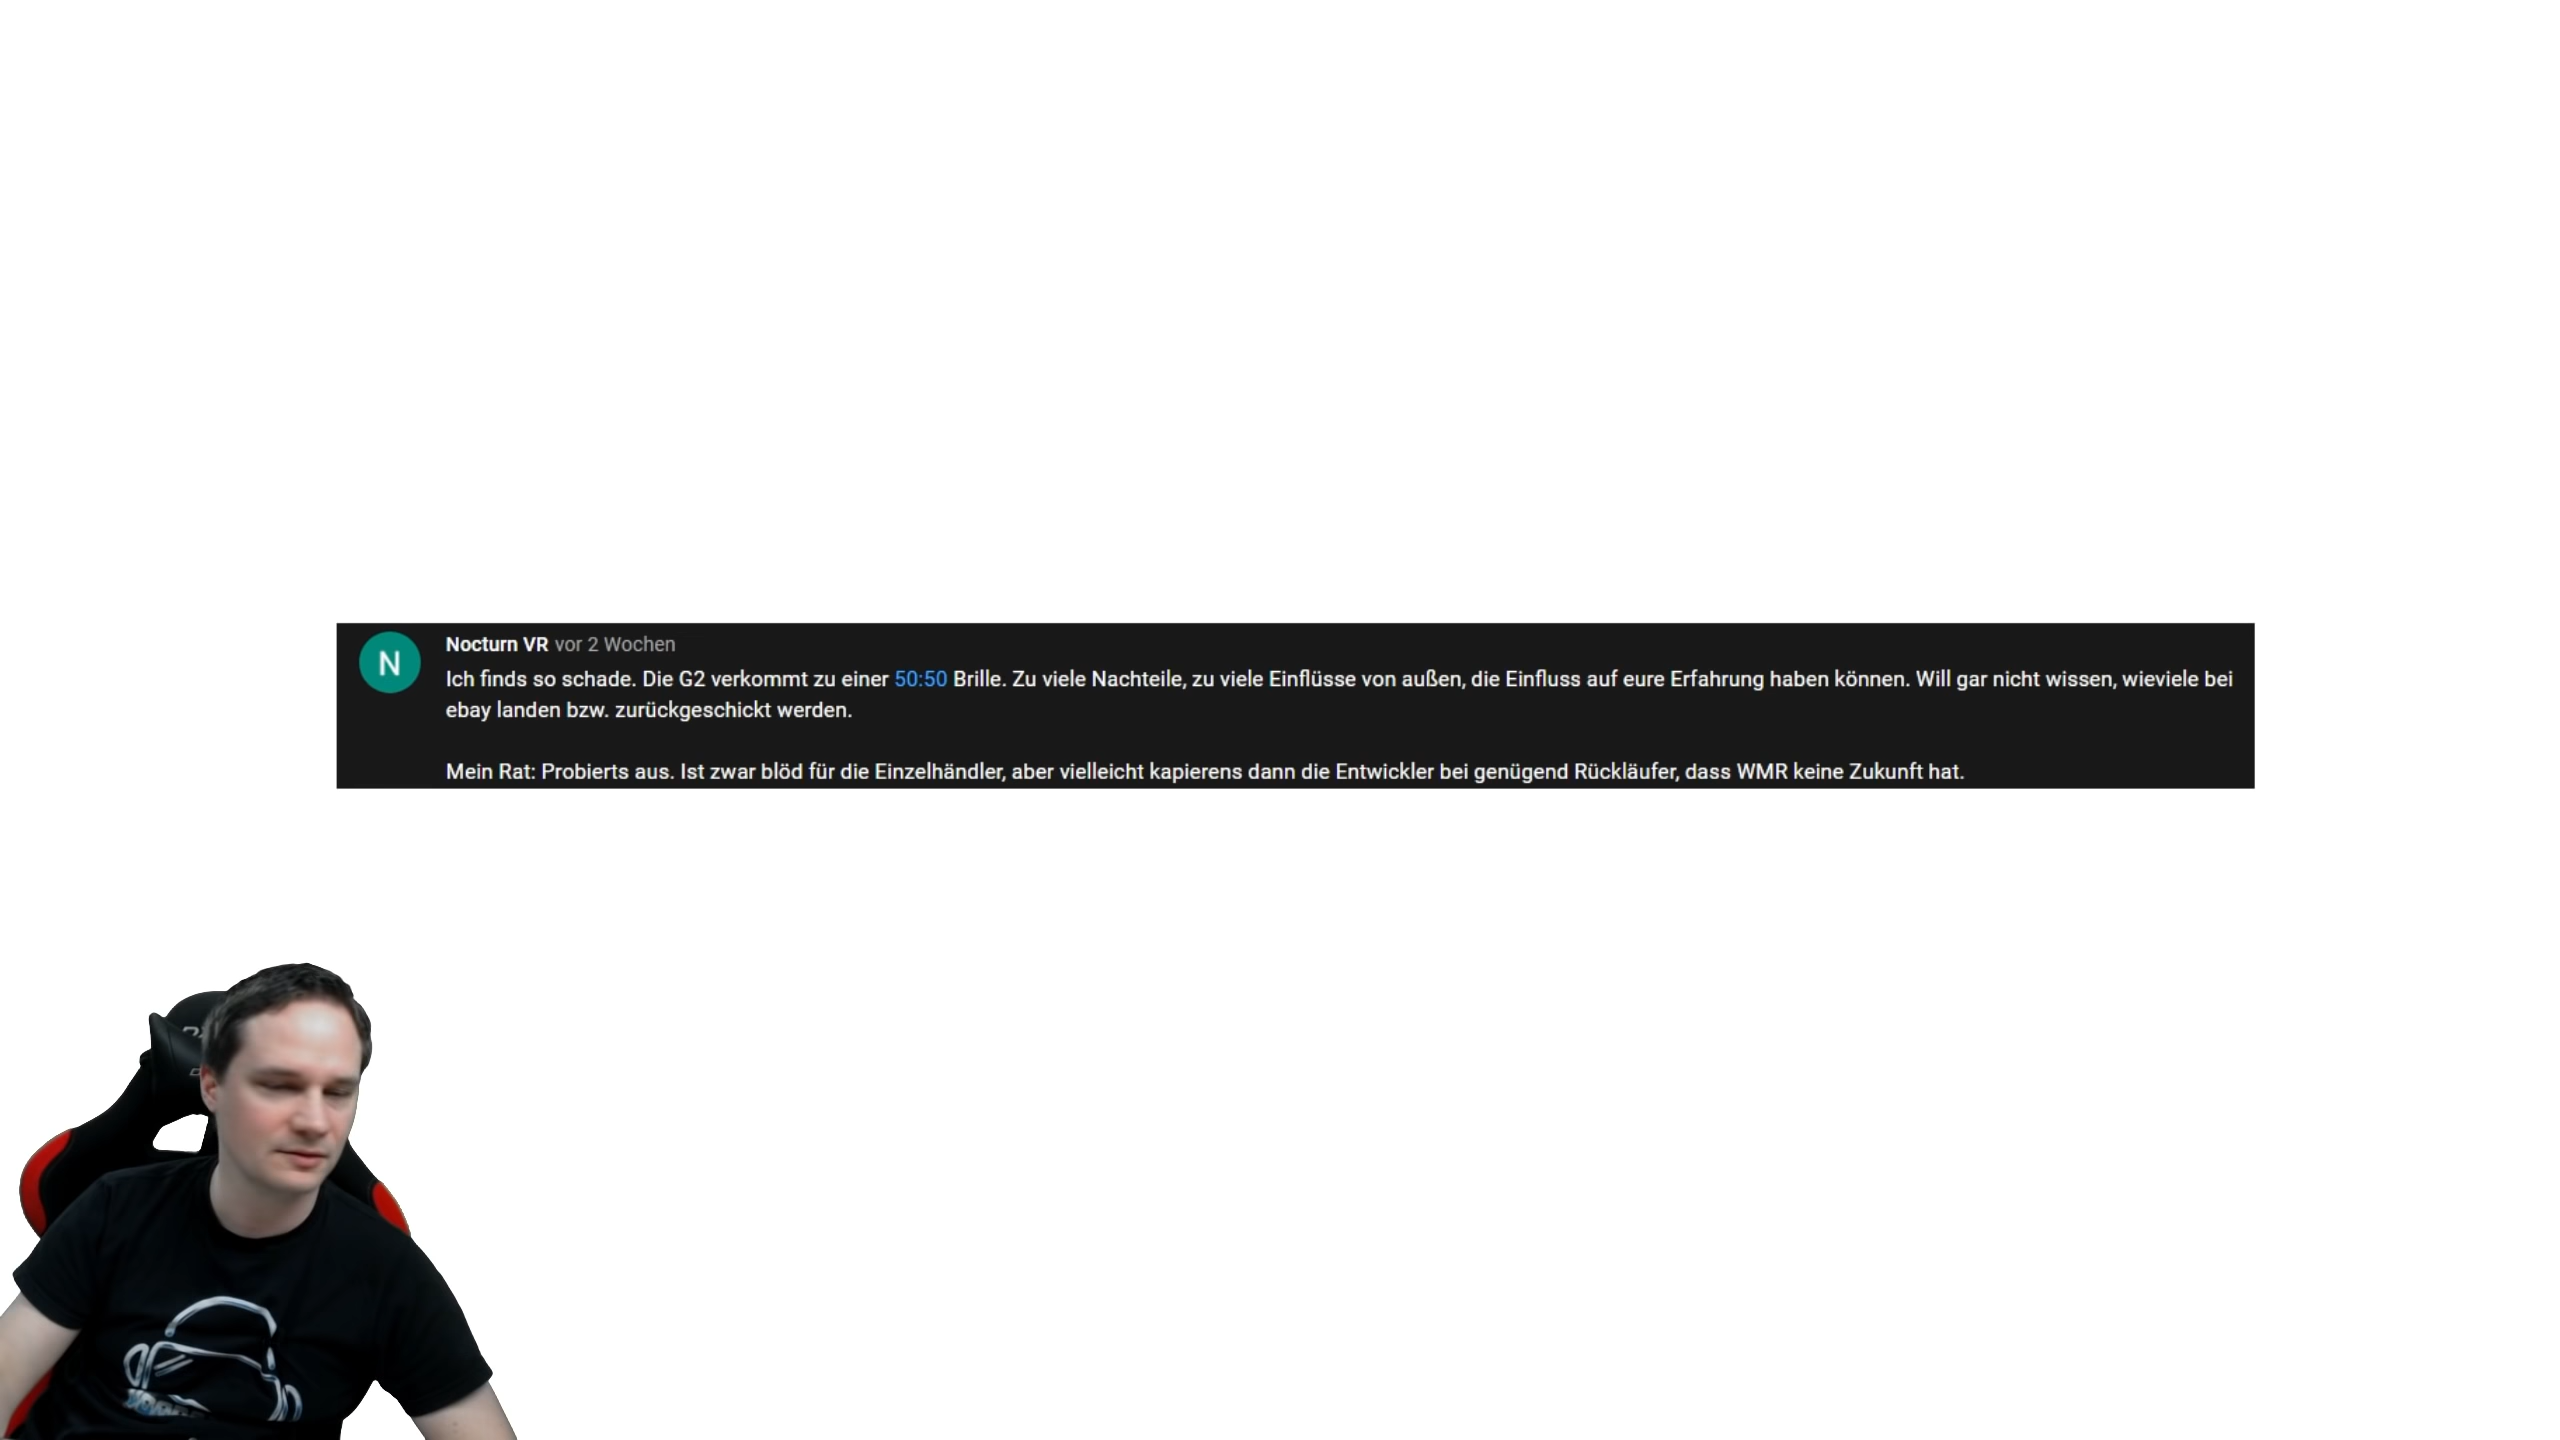 Nocturn VR vor 2 Wochen
N
Ich finds so schade. Die G2 verkommt zu einer 50:50 Brille. Zu viele Nachteile, zu viele Einflüsse von außen, die Einfluss auf eure Erfahrung haben können. Will gar nicht wissen, wieviele bei
ebay landen bzw. zurückgeschickt werden.
Mein Rat: Probierts aus. Ist zwar blöd für die Einzelhändler, aber vielleicht kapierens dann die Entwickler bei genügend Rückläufer, dass WMR keine Zukunft hat.